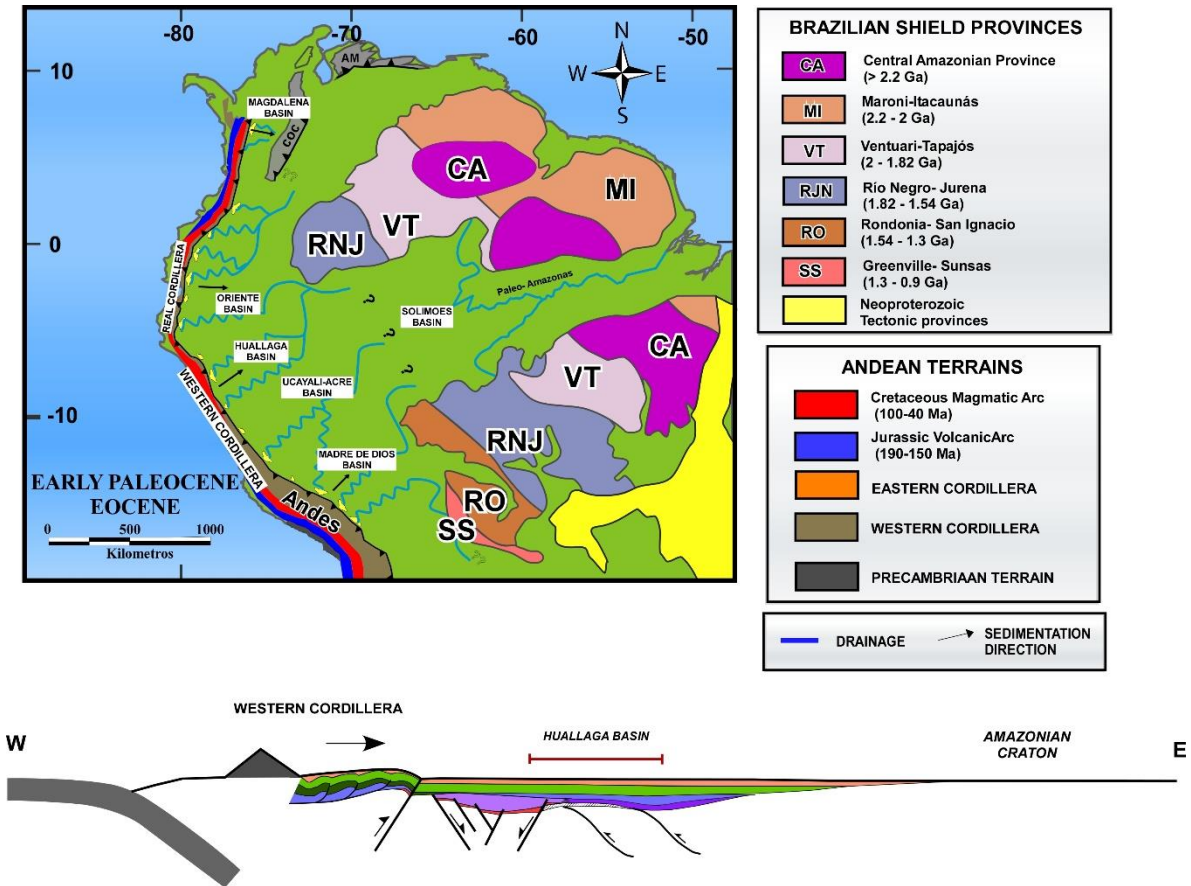 -80
-70
-60
-50
10
0
-10
N
W
E
S
AM
COC
MAGDALENA
BASIN
CA
MI
VT
RNJ
Paleo- Amazonas
REAL CORDILLERA
ORIENTE
BASIN
?
SOLIMOES
BASIN
?
HUALLAGA
BASIN
?
CA
UCAYALI-ACRE
BASIN
VT
WESTERN CORDILLERA
RNJ
MADRE DE DIOS
BASIN
RO
SS
Andes
EARLY PALEOCENE
EOCENE
0
500
1000
Kilometros
BRAZILIAN SHIELD PROVINCES
CA
Central Amazonian Province
(> 2.2 Ga)
MI
Maroni-Itacaunás
(2.2 - 2 Ga)
VT
Ventuari-Tapajós
(2 - 1.82 Ga)
RJN
Río Negro- Jurena
(1.82 - 1.54 Ga)
RO
Rondonia- San Ignacio
(1.54 - 1.3 Ga)
SS
Greenville- Sunsas
(1.3 - 0.9 Ga)
Neoproterozoic
Tectonic provinces
ANDEAN TERRAINS
Cretaceous Magmatic Arc
(100-40 Ma)
Jurassic VolcanicArc
(190-150 Ma)
EASTERN CORDILLERA
WESTERN CORDILLERA
PRECAMBRIAAN TERRAIN
DRAINAGE
SEDIMENTATION
DIRECTION
WESTERN CORDILLERA
W
HUALLAGA BASIN
AMAZONIAN
CRATON
E